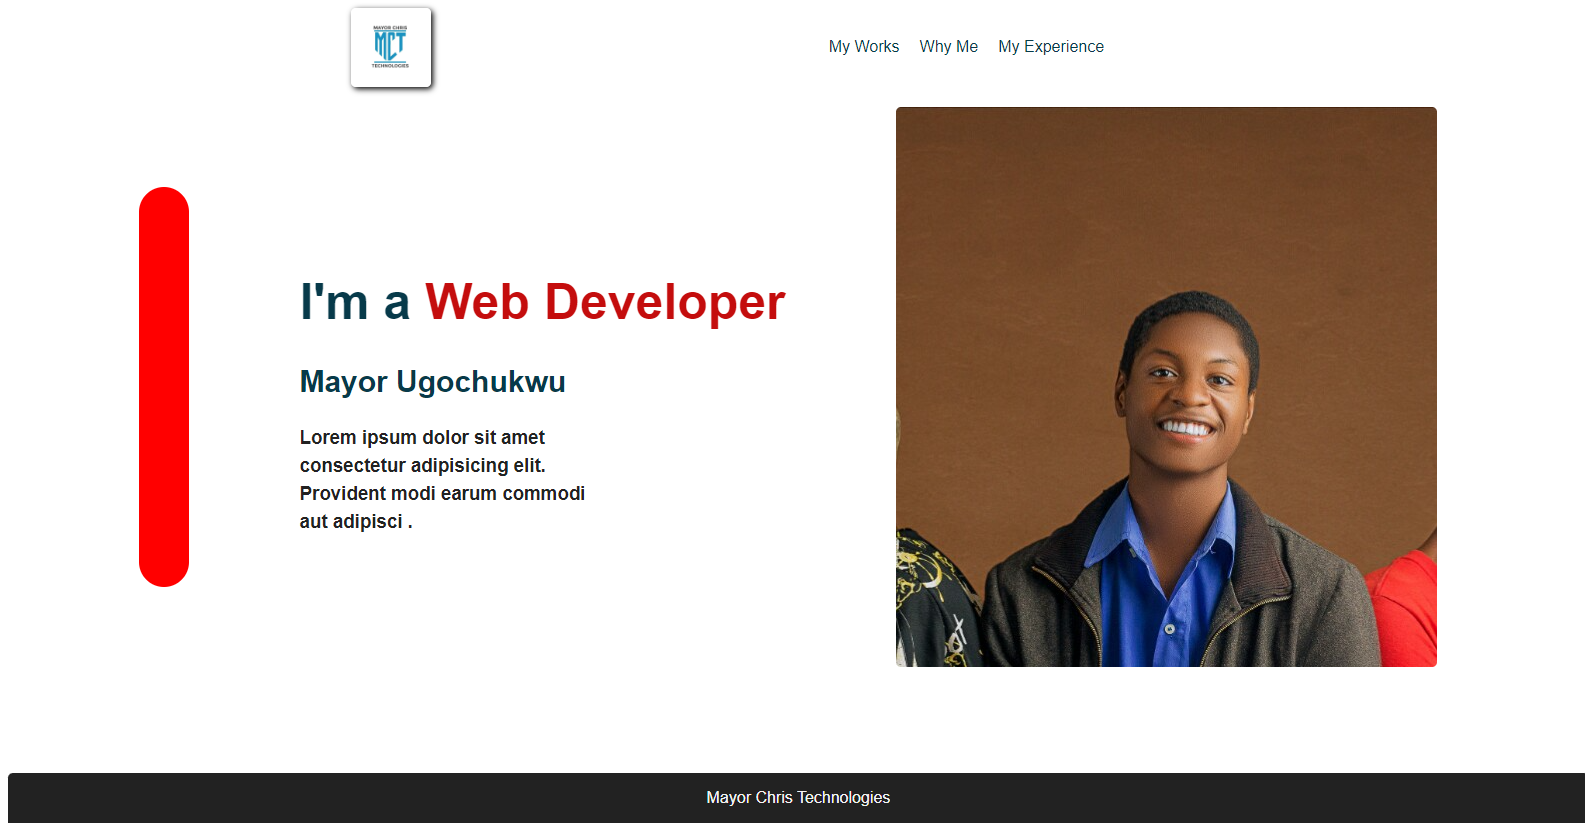 MAYOR CHRIS
MCT
TECHNOLOGIES
My Works Why Me My Experience
I'm a Web Developer
Mayor Ugochukwu
Lorem ipsum dolor sit amet
consectetur adipisicing elit.
Provident modi earum commodi
aut adipisci .
Mayor Chris Technologies